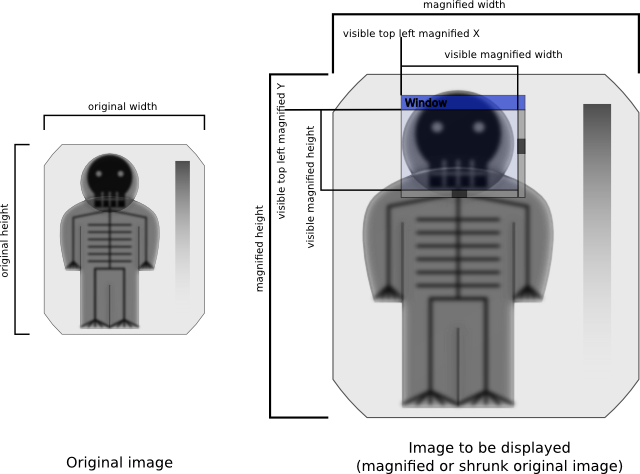 magnified width
visible top left magnified X
visible magnified width
Window
original width
visible top left magnified Y
visible magnified height
original height
magnified height
Original image
Image to be displayed
(magnified or shrunk original image)